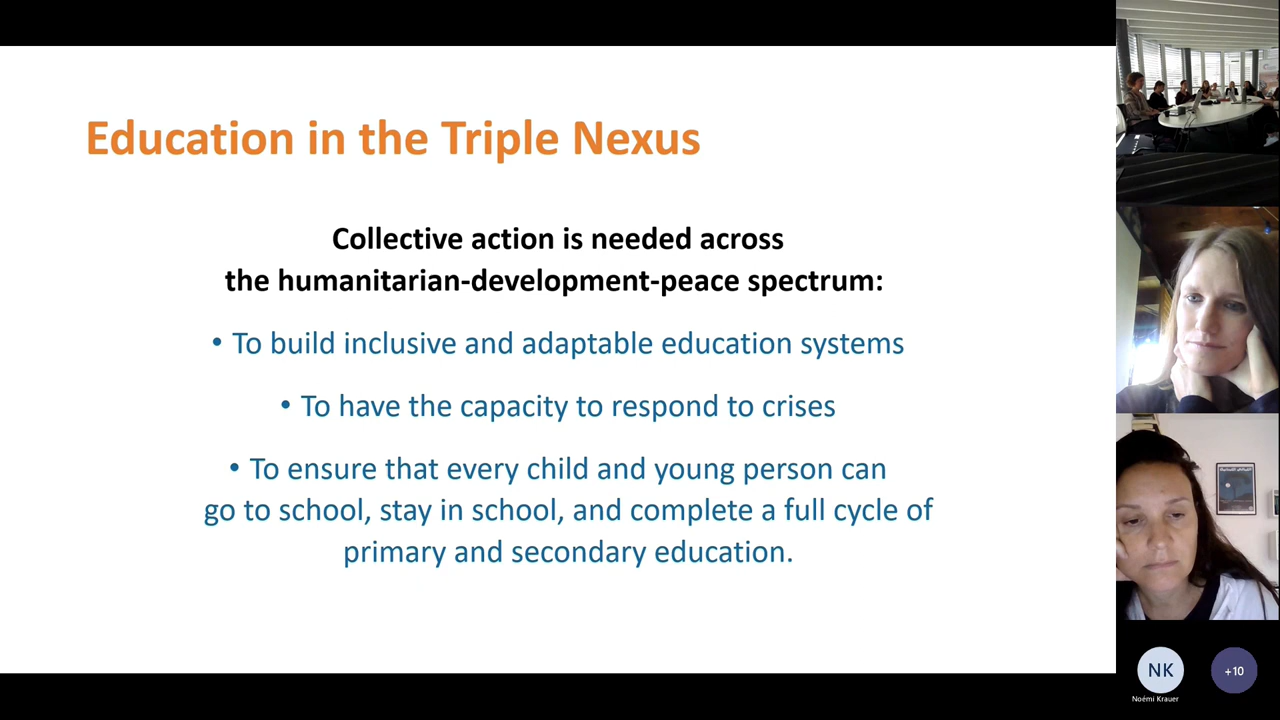 Education in the Triple Nexus
Collective action is needed across
the humanitarian-development-peace spectrum:
• To build inclusive and adaptable education systems
• To have the capacity to respond to crises
• To ensure that every child and young person can
go to school, stay in school, and complete a full cycle of
primary and secondary education.
NK
+10
Noémi Krauer